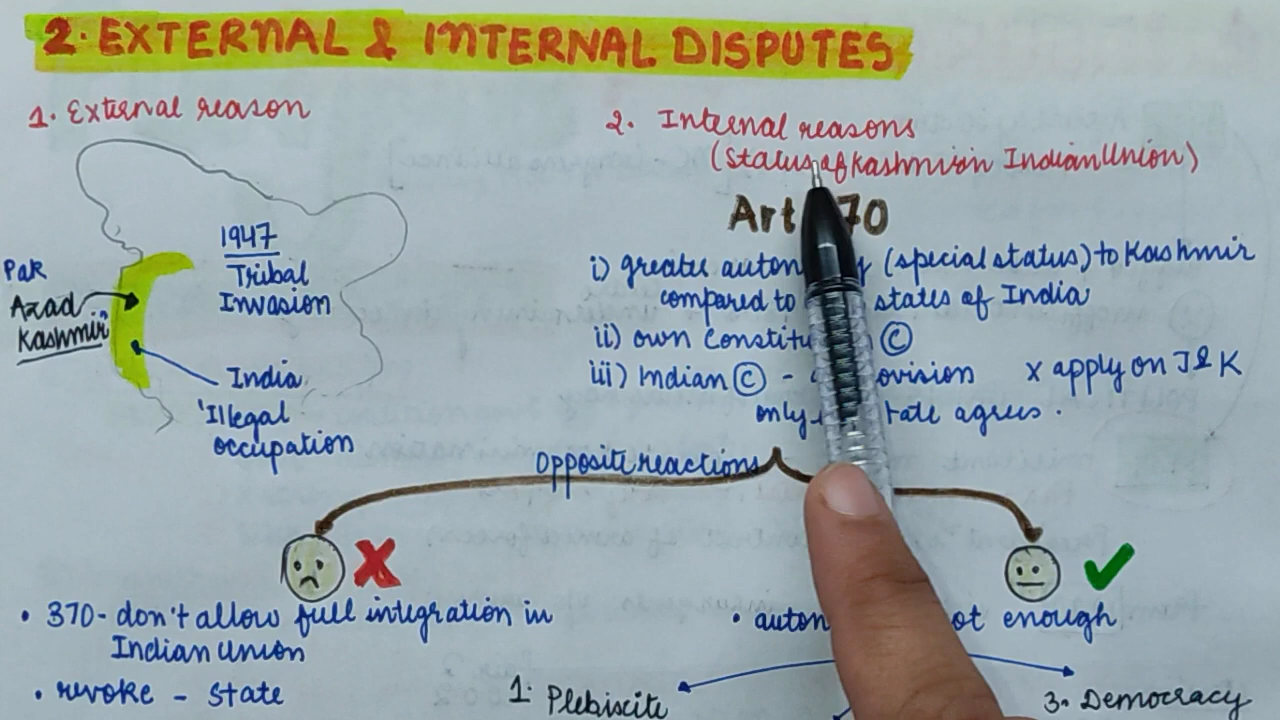 2. EXTERNAL & INTERNAL DISPUTES
1. External reason
1947
Tribal
Invasion
Pak
Azad
Kashmir
India
'Illegal
occupation
2. Internal reasons
(Status of Kashmir in Indian Union)
Art 70
i) greater auton y (special status) to Kashmir
compared to states of India
ii) own Constitu ©
iii) Indian © - ovision x apply on J & K
only tate agrees.
Opposite reactions
• 370 - don't allow full integration in
Indian Union
• revoke - State
• auton ot enough
1. Plebiscite
3. Democracy